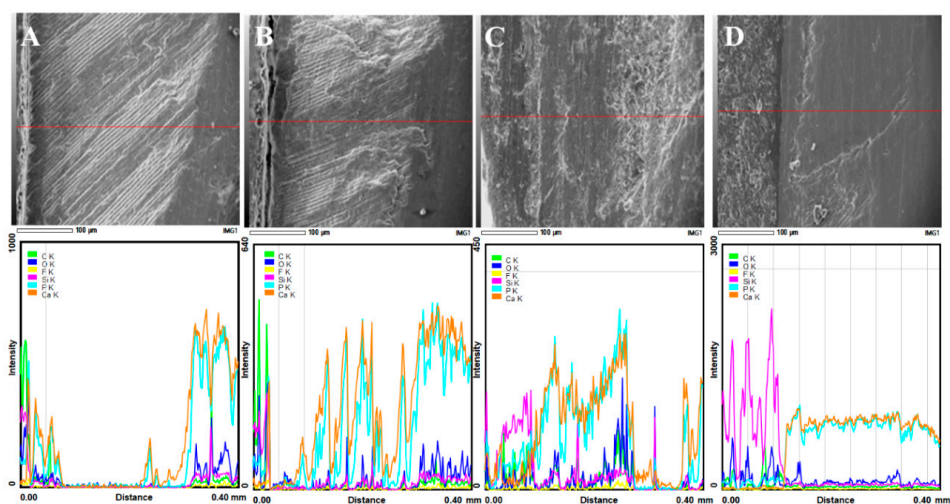 A
B
C
D
100 µm
IMG1
100 µm
IMG1
100 µm
IMG1
100 µm
IMG1
1000
C K
O K
F K
Si K
P K
Ca K
Intensity
0
0.00
Distance
0.40 mm
640
C K
O K
F K
Si K
P K
Ca K
Intensity
0
0.00
Distance
0.40 mm
450
C K
O K
F K
Si K
P K
Ca K
Intensity
0
0.00
Distance
0.40 mm
3000
C K
O K
F K
Si K
P K
Ca K
Intensity
0
0.00
Distance
0.40 mm